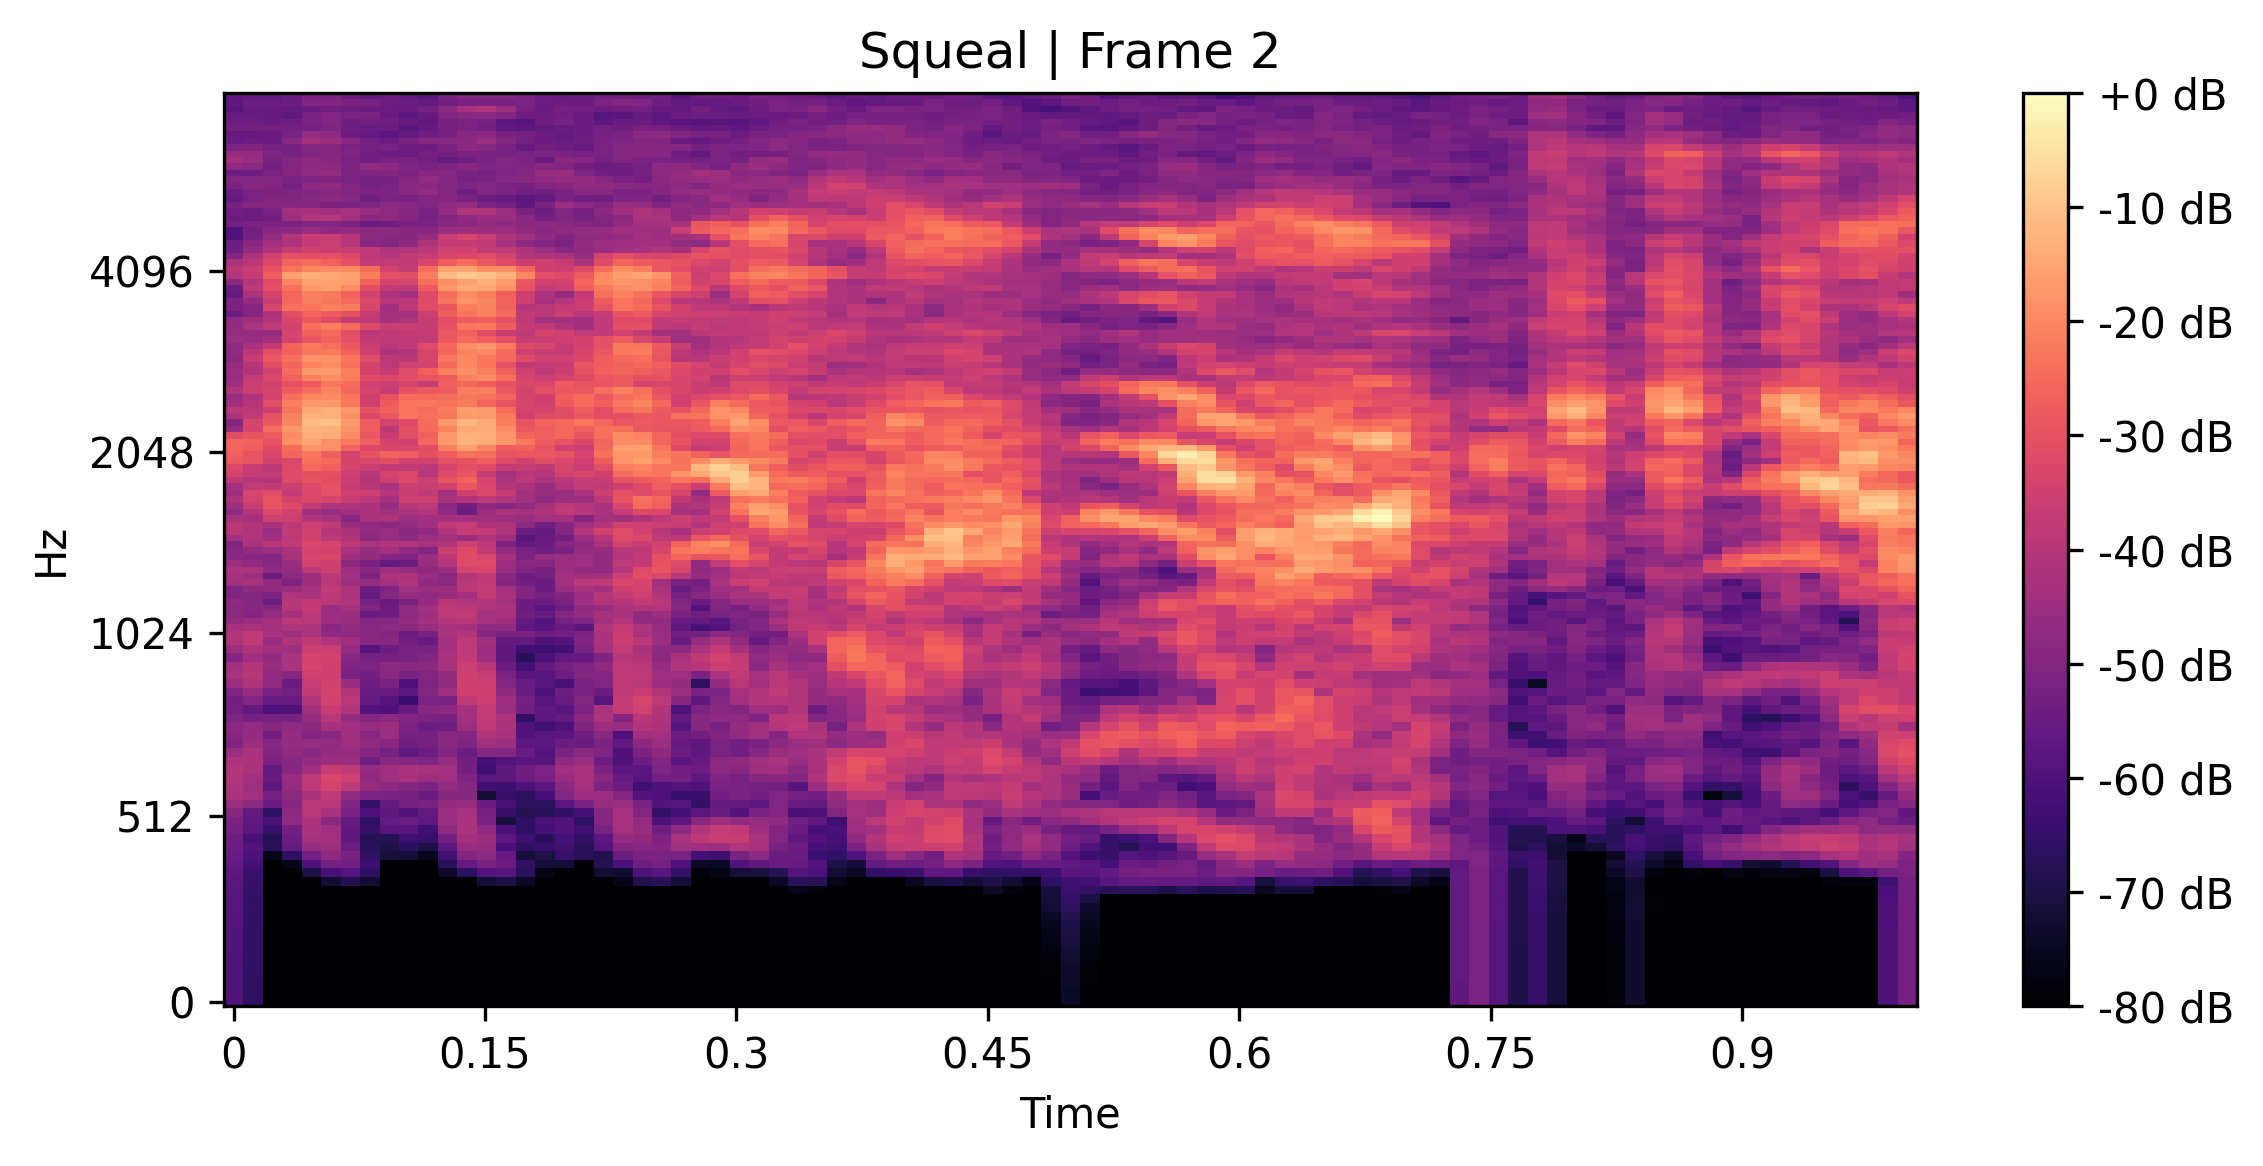 Squeal | Frame 2
Hz
4096
2048
1024
512
0
0 0.15 0.3 0.45 0.6 0.75 0.9
Time
+0 dB
-10 dB
-20 dB
-30 dB
-40 dB
-50 dB
-60 dB
-70 dB
-80 dB